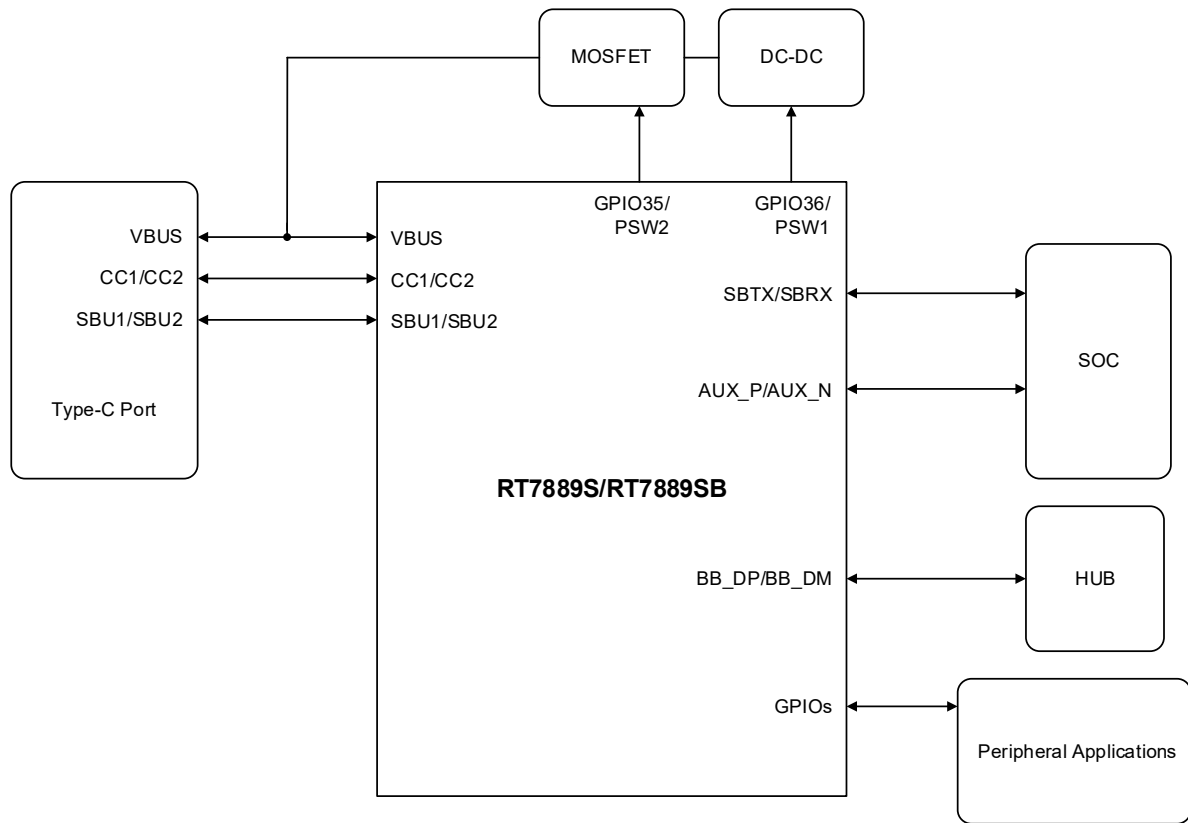 MOSFET
DC-DC
GPIO35/
PSW2
GPIO36/
PSW1
VBUS
CC1/CC2
SBU1/SBU2
Type-C Port
VBUS
CC1/CC2
SBU1/SBU2
SBTX/SBRX
AUX_P/AUX_N
SOC
RT7889S/RT7889SB
BB_DP/BB_DM
HUB
GPIOs
Peripheral Applications